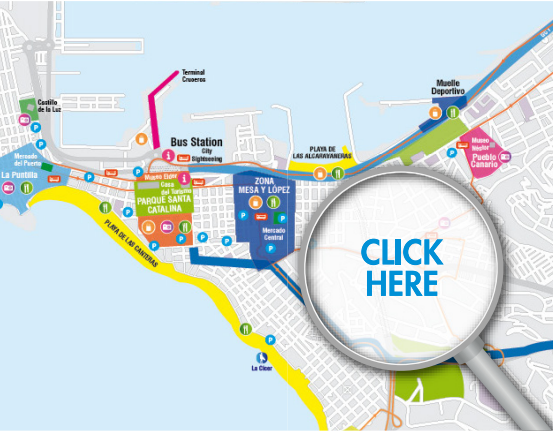 Terminal
Cruceros
Castillo
de la Luz
Muelle
Deportivo
Bus Station
City
Sightseeing
PLAYA DE
LAS ALCARAVANERAS
Museo
Néstor
Pueblo
Canario
Mercado
del Puerto
La Puntilla
Museo Elder
Casa
del Turismo
PARQUE SANTA
CATALINA
ZONA
MESA Y LÓPEZ
Mercado
Central
PLAYA DE LAS CANTERAS
La Cícer
CLICK
HERE